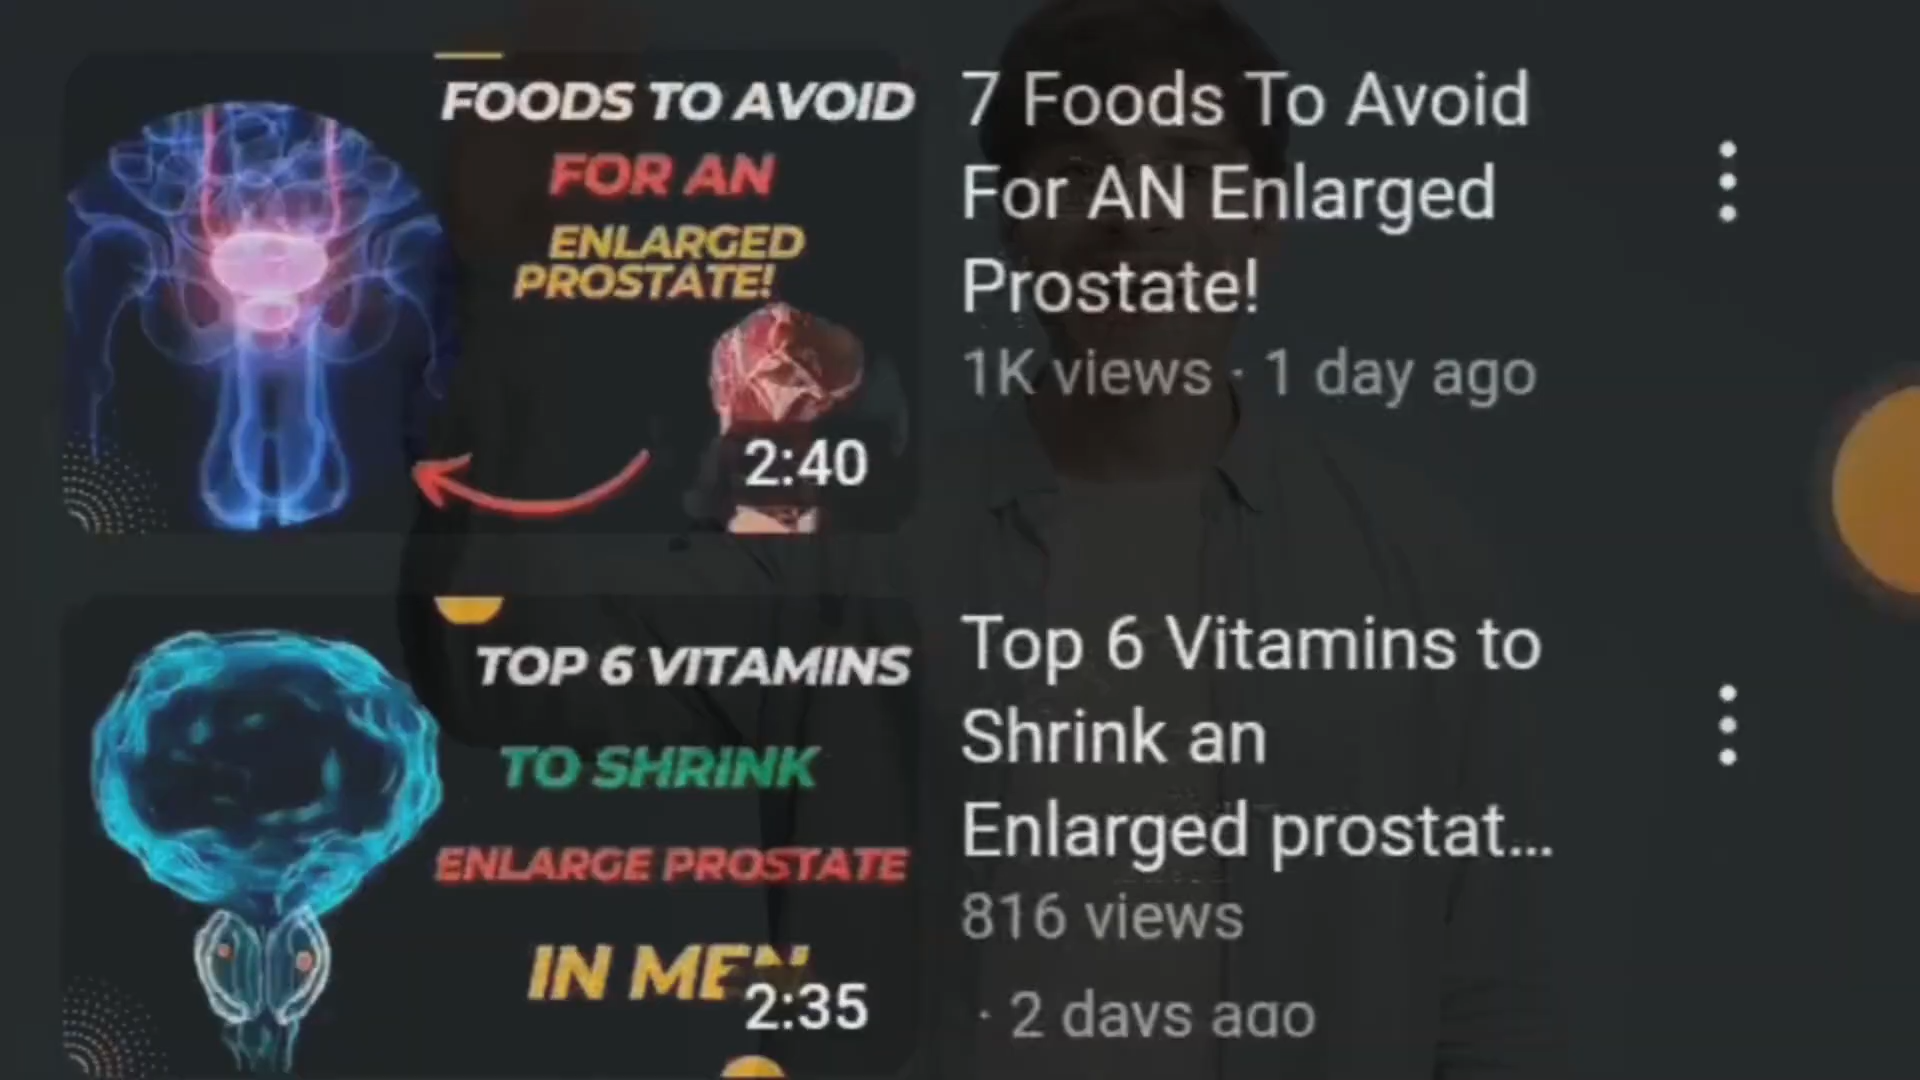 FOODS TO AVOID
FOR AN
ENLARGED
PROSTATE!
2:40
7 Foods To Avoid
For AN Enlarged
Prostate!
1K views · 1 day ago
TOP 6 VITAMINS
TO SHRINK
ENLARGE PROSTATE
IN MEN
2:35
Top 6 Vitamins to
Shrink an
Enlarged prostat...
816 views
· 2 days ago